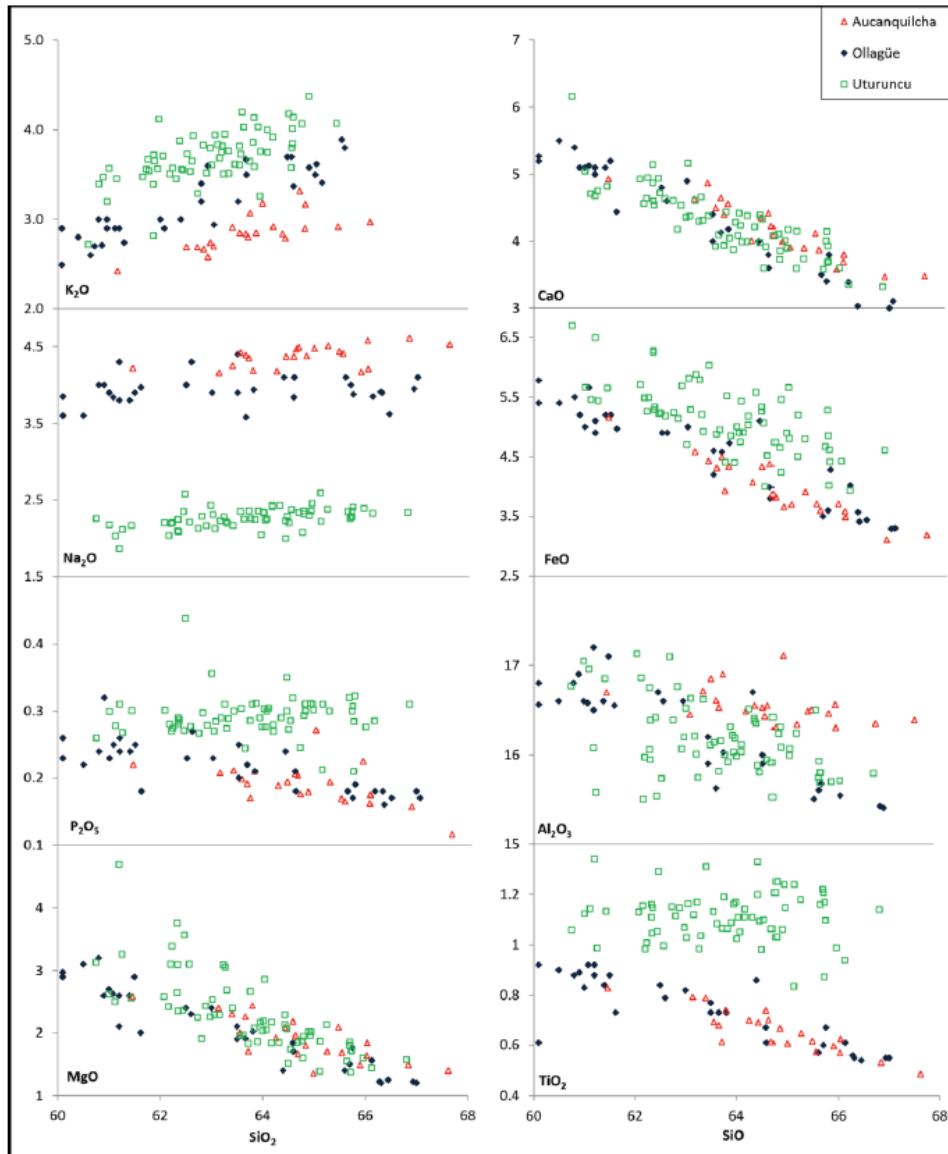 Aucanquilcha
Ollagüe
Uturuncu
5.0
4.0
3.0
2.0
K₂O
7
6
5
4
3
CaO
4.5
3.5
2.5
1.5
Na₂O
6.5
5.5
4.5
3.5
2.5
FeO
0.4
0.3
0.2
0.1
P₂O₅
17
16
15
Al₂O₃
4
3
2
1
MgO
1.2
1
0.8
0.6
0.4
TiO₂
60 62 64 66 68
SiO₂
60 62 64 66 68
SiO